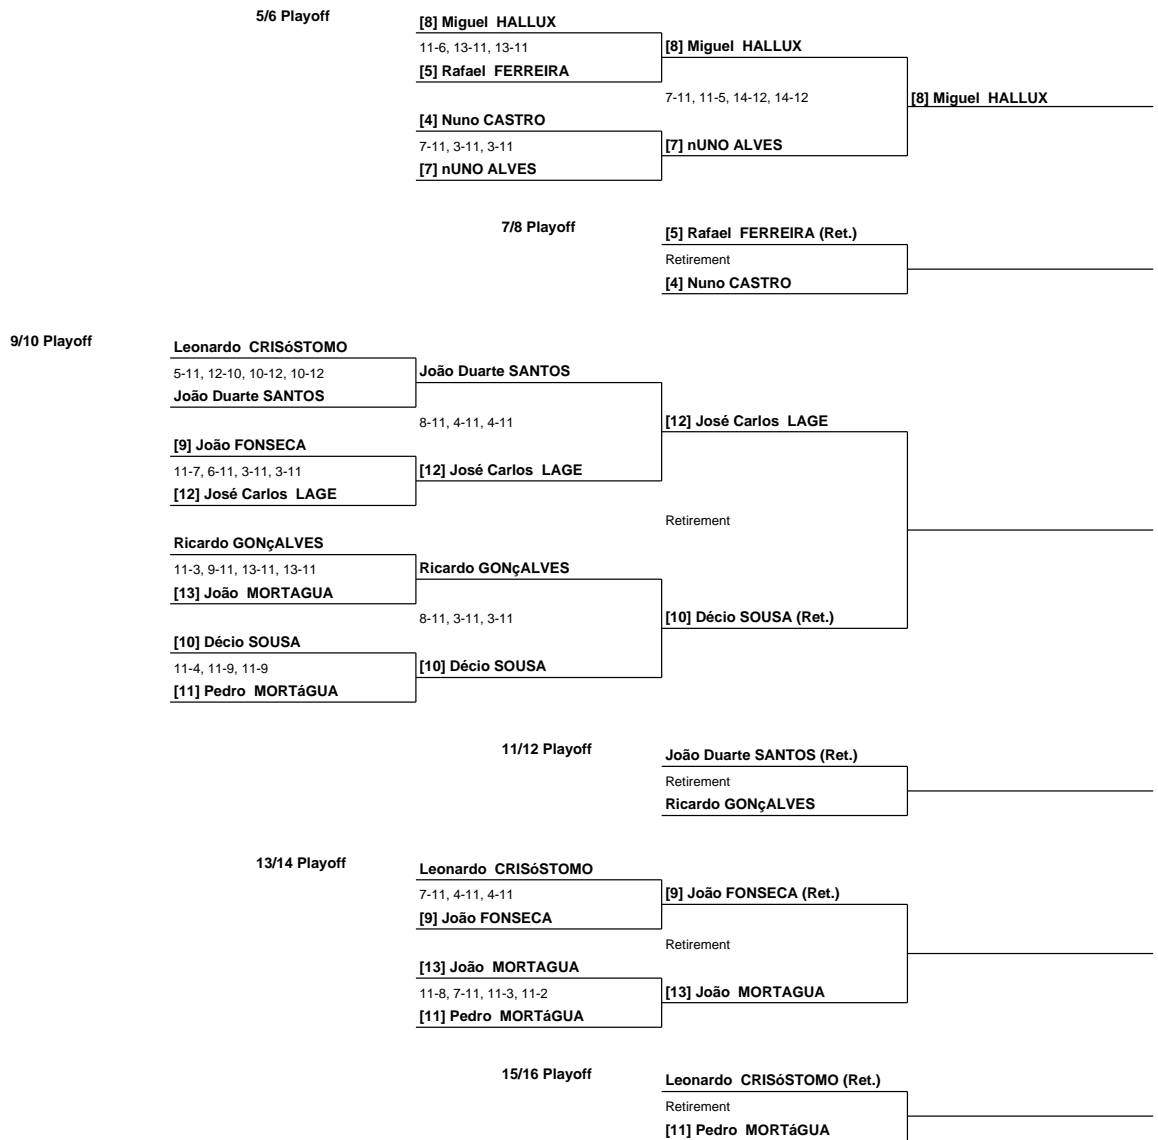 5/6 Playoff
[8] Miguel  HALLUX
11-6, 13-11, 13-11
[5] Rafael  FERREIRA
[8] Miguel  HALLUX
7-11, 11-5, 14-12, 14-12
[8] Miguel  HALLUX
[4] Nuno CASTRO
7-11, 3-11, 3-11
[7] nUNO ALVES
[7] nUNO ALVES
7/8 Playoff
[5] Rafael  FERREIRA (Ret.)
Retirement
[4] Nuno CASTRO
9/10 Playoff
Leonardo  CRISóSTOMO
5-11, 12-10, 10-12, 10-12
João Duarte SANTOS
João Duarte SANTOS
8-11, 4-11, 4-11
[12] José Carlos  LAGE
[9] João FONSECA
11-7, 6-11, 3-11, 3-11
[12] José Carlos  LAGE
[12] José Carlos  LAGE
Retirement
Ricardo GONçALVES
11-3, 9-11, 13-11, 13-11
[13] João  MORTAGUA
Ricardo GONçALVES
8-11, 3-11, 3-11
[10] Décio SOUSA (Ret.)
[10] Décio SOUSA
11-4, 11-9, 11-9
[11] Pedro  MORTáGUA
[10] Décio SOUSA
11/12 Playoff
João Duarte SANTOS (Ret.)
Retirement
Ricardo GONçALVES
13/14 Playoff
Leonardo  CRISóSTOMO
7-11, 4-11, 4-11
[9] João FONSECA
[9] João FONSECA (Ret.)
Retirement
[13] João  MORTAGUA
11-8, 7-11, 11-3, 11-2
[11] Pedro  MORTáGUA
[13] João  MORTAGUA
15/16 Playoff
Leonardo  CRISóSTOMO (Ret.)
Retirement
[11] Pedro  MORTáGUA